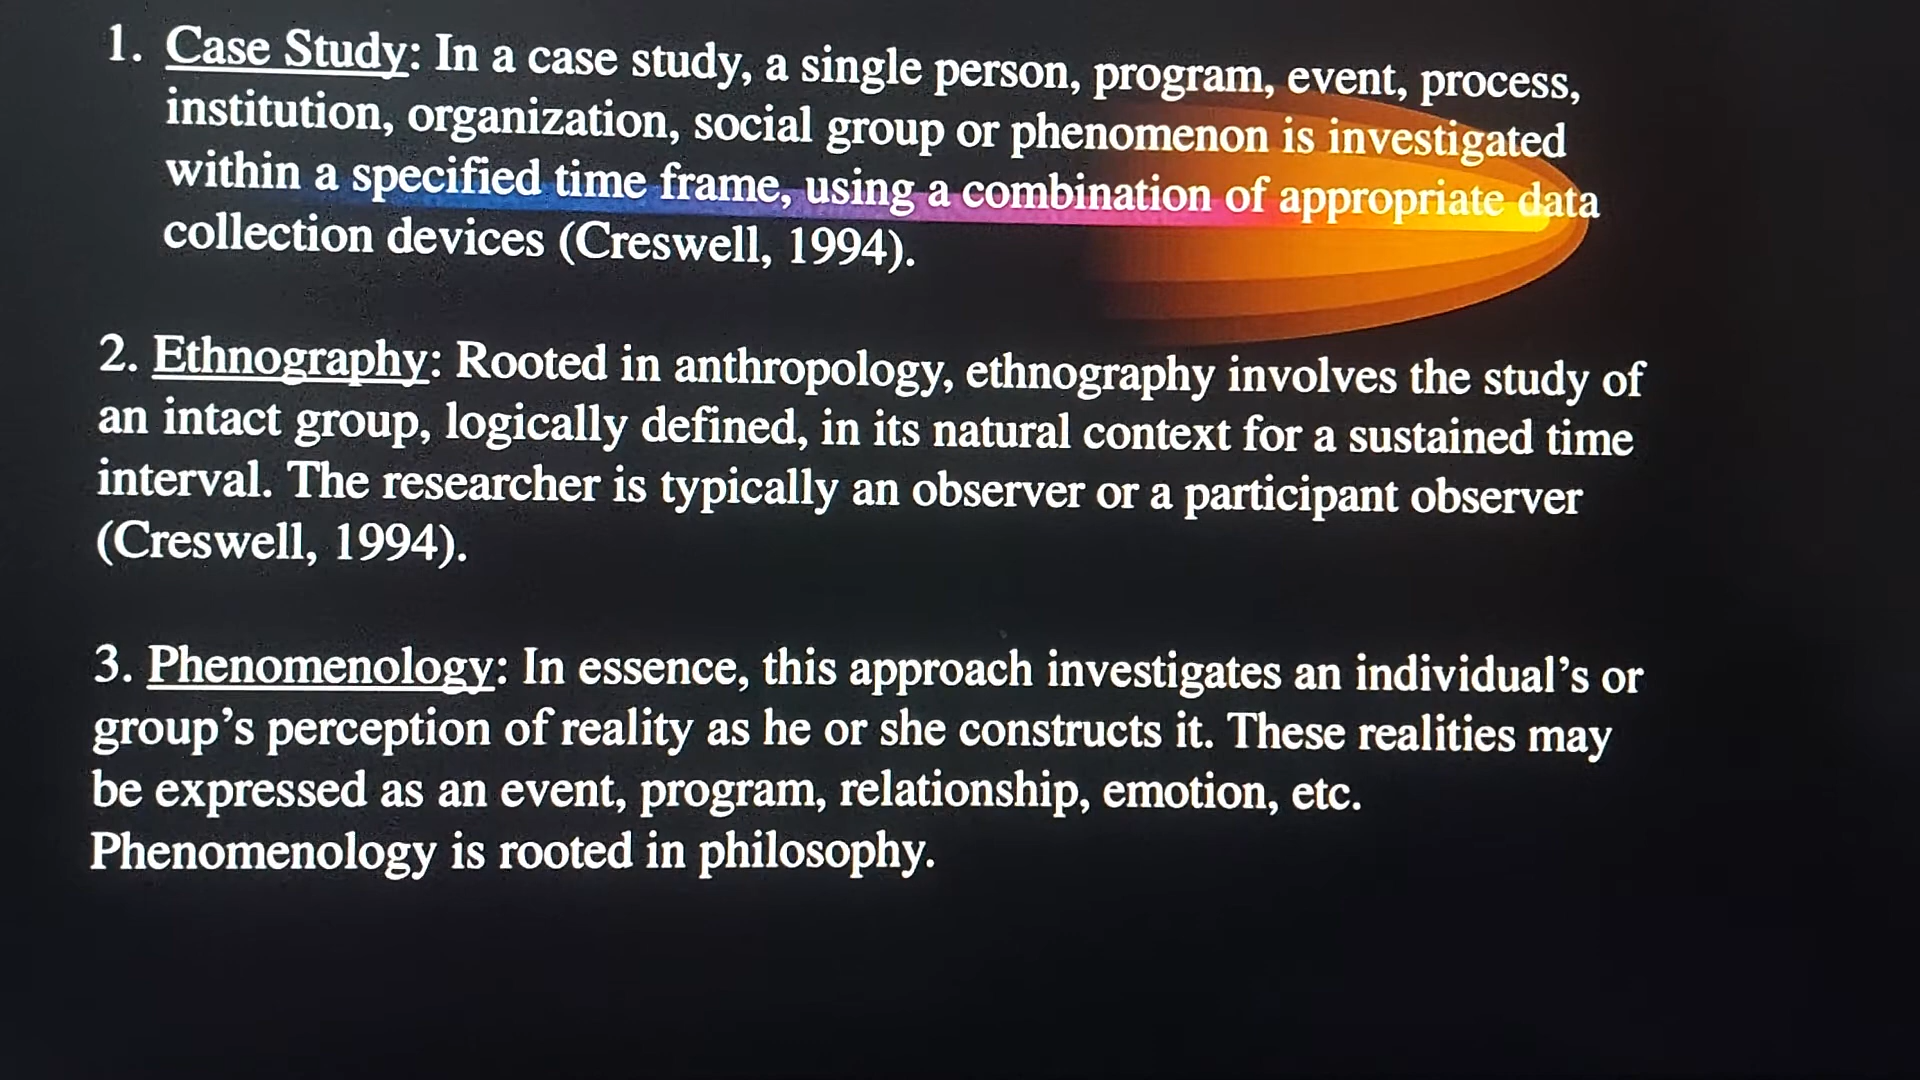 1. Case Study: In a case study, a single person, program, event, process,
institution, organization, social group or phenomenon is investigated
within a specified time frame, using a combination of appropriate data
collection devices (Creswell, 1994).
2. Ethnography: Rooted in anthropology, ethnography involves the study of
an intact group, logically defined, in its natural context for a sustained time
interval. The researcher is typically an observer or a participant observer
(Creswell, 1994).
3. Phenomenology: In essence, this approach investigates an individual’s or
group’s perception of reality as he or she constructs it. These realities may
be expressed as an event, program, relationship, emotion, etc.
Phenomenology is rooted in philosophy.